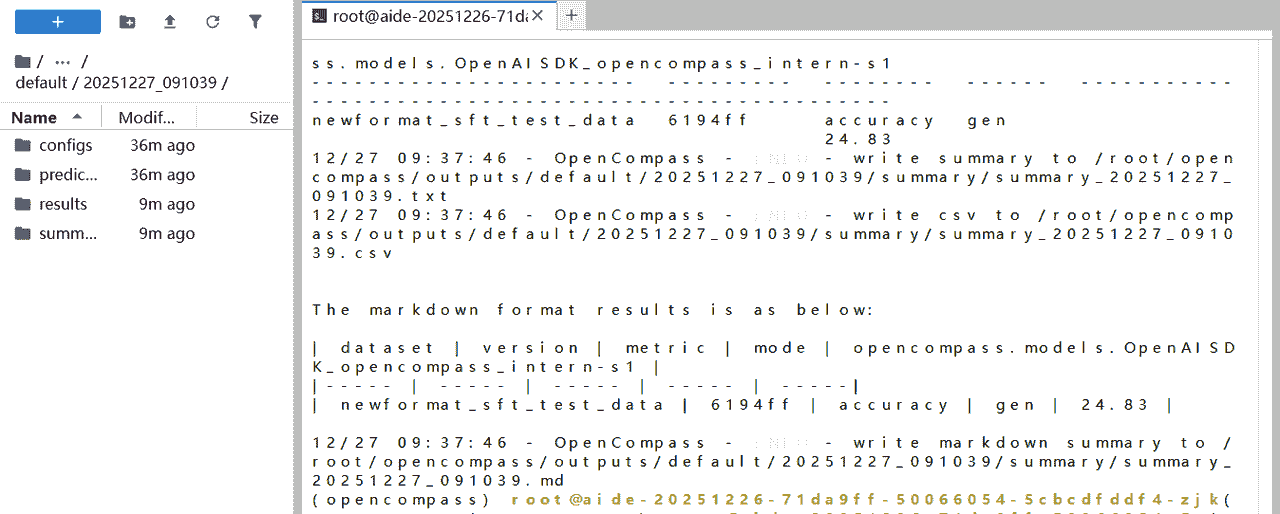 +
/ ... /
default / 20251227_091039 /
Name Modif... Size
configs 36m ago
predic... 36m ago
results 9m ago
summ... 9m ago
root@aide-20251226-71da
+
ss.models.OpenAISDK_opencompass_intern-s1
----------------------- --------- -------- ------ -----------
------------------------------------------
newformat_sft_test_data 6194ff accuracy gen
24.83
12/27 09:37:46 - OpenCompass - - write summary to /root/open
compass/outputs/default/20251227_091039/summary/summary_20251227_
091039.txt
12/27 09:37:46 - OpenCompass - - write csv to /root/opencomp
ass/outputs/default/20251227_091039/summary/summary_20251227_0910
39.csv
The markdown format results is as below:
| dataset | version | metric | mode | opencompass.models.OpenAISD
K_opencompass_intern-s1 |
|----- | ----- | ----- | ----- | -----|
| newformat_sft_test_data | 6194ff | accuracy | gen | 24.83 |
12/27 09:37:46 - OpenCompass - - write markdown summary to /
root/opencompass/outputs/default/20251227_091039/summary/summary_
20251227_091039.md
(opencompass) root@aide-20251226-71da9ff-50066054-5cbcdfddf4-zjk(